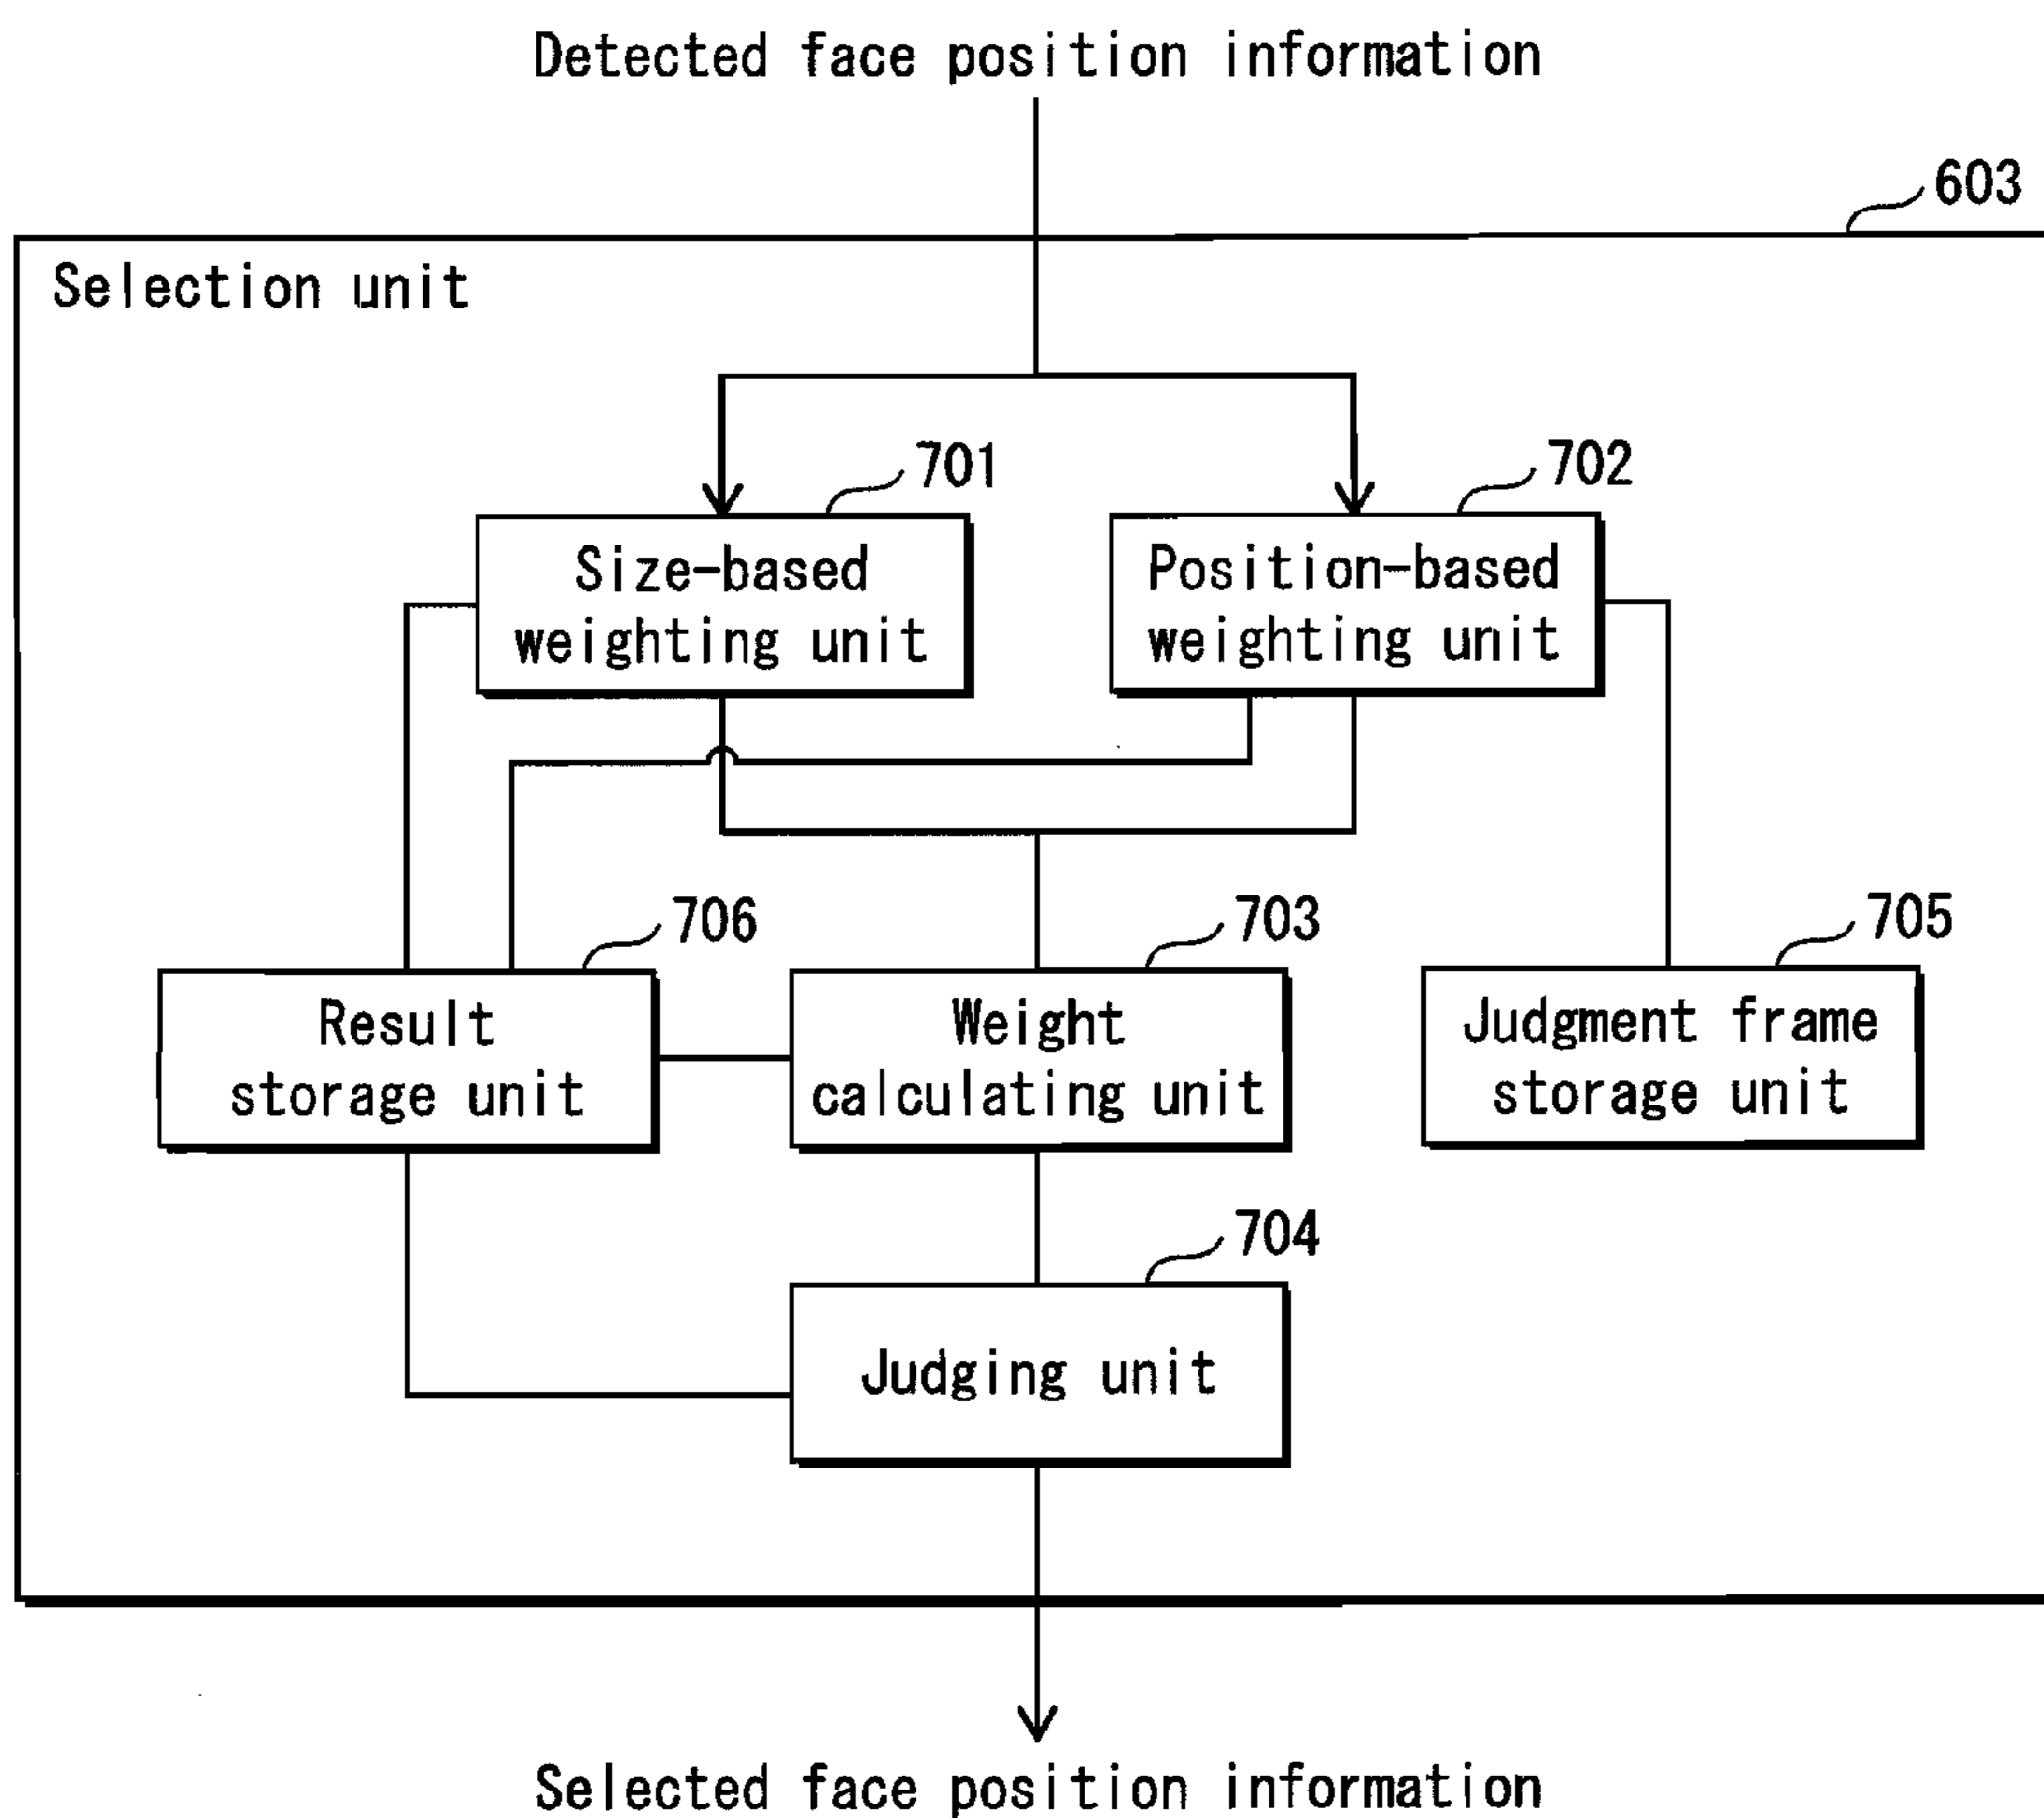 Detected face position information
603
Selection unit
701
702
Size-based
weighting unit
Position-based
weighting unit
706
703
705
Result
storage unit
Weight
calculating unit
Judgment frame
storage unit
704
Judging unit
Selected face position information